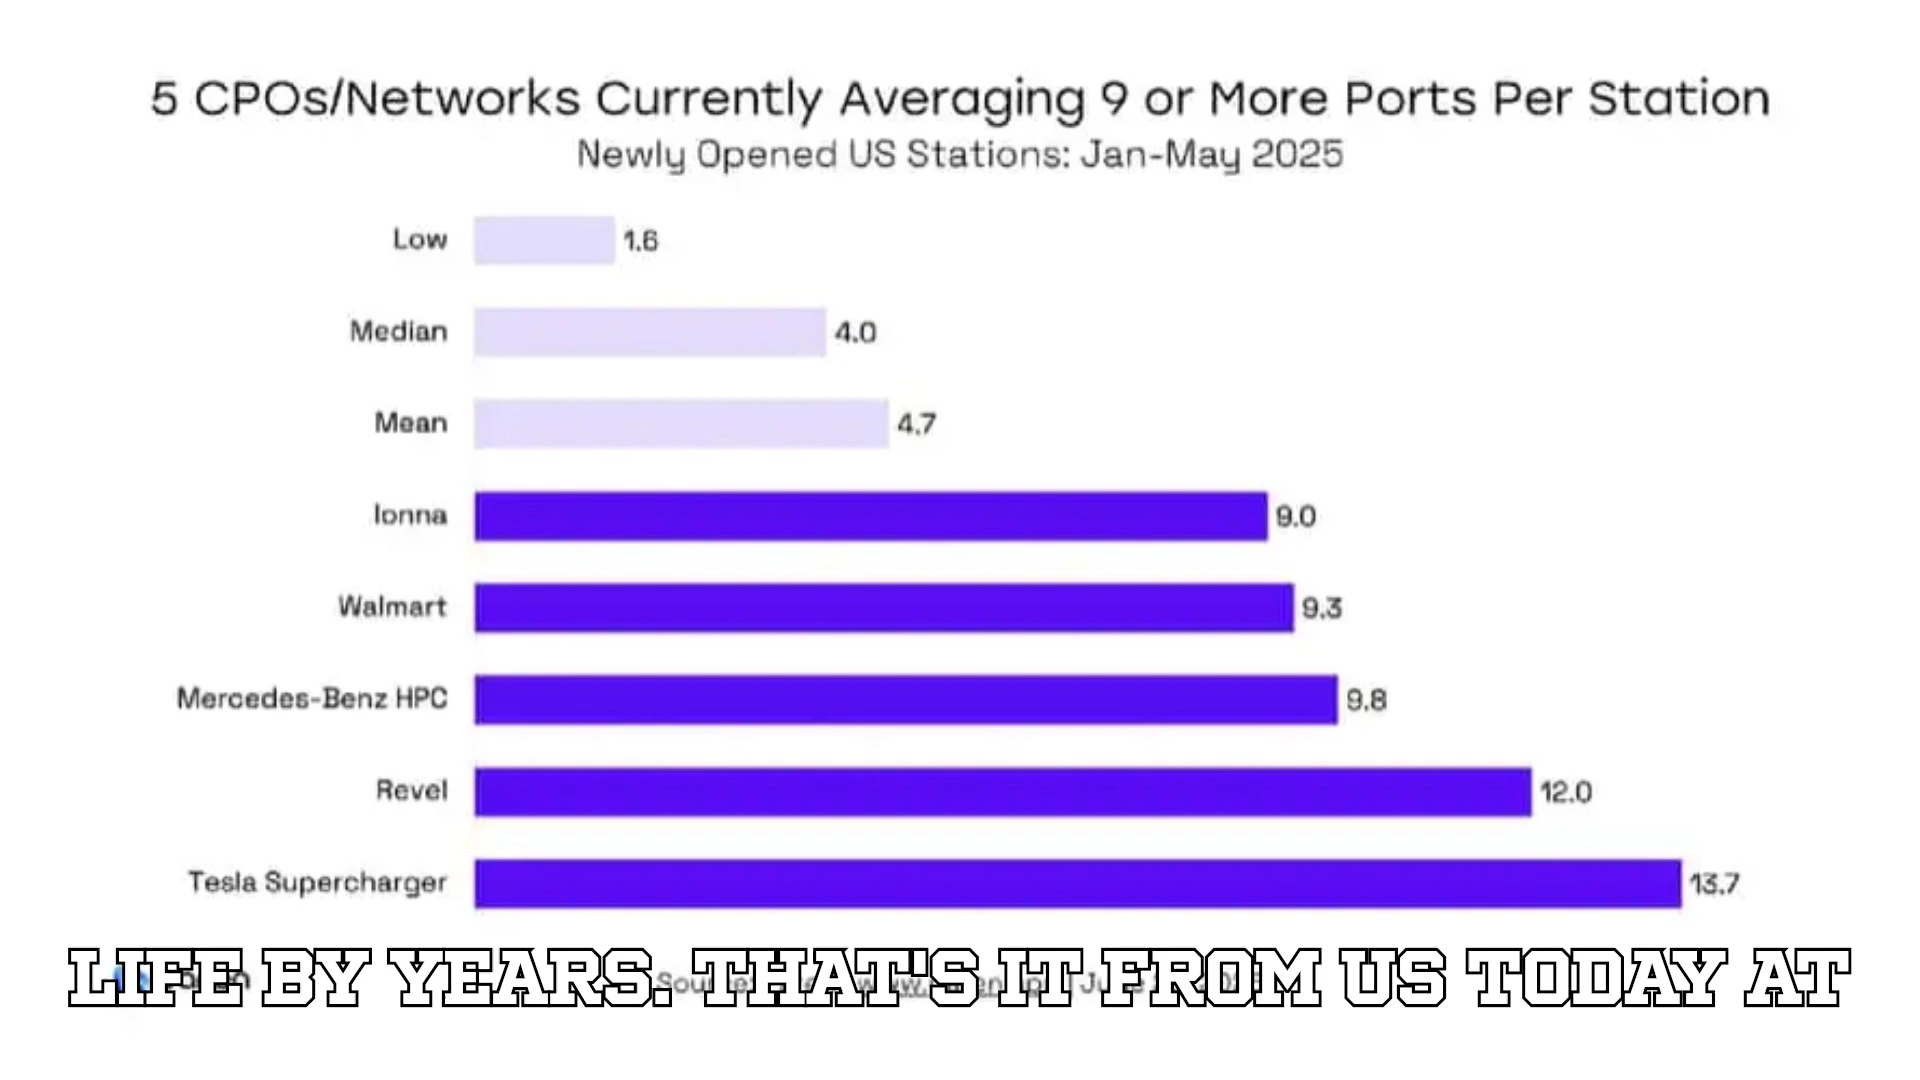 5 CPOs/Networks Currently Averaging 9 or More Ports Per Station
Newly Opened US Stations: Jan-May 2025
Low 1.6
Median 4.0
Mean 4.7
Ionna 9.0
Walmart 9.3
Mercedes-Benz HPC 9.8
Revel 12.0
Tesla Supercharger 13.7
LIFE BY YEARS. THAT'S IT FROM US TODAY AT